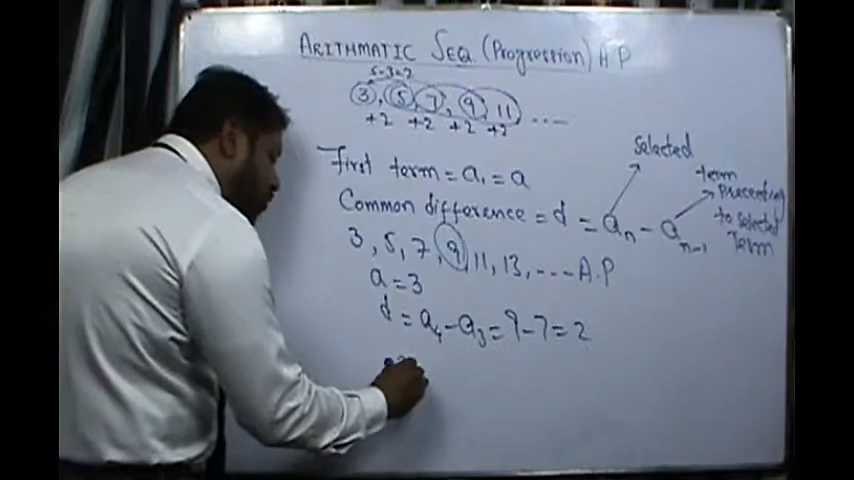 ARITHMATIC SEQ (Progression) A P
5-3=2
3, 5, 7, 9, 11 ....
+2 +2 +2 +2
First term = a₁ = a
Selected
Common difference = d = aₙ - aₙ₋₁
term
Preceeding
to Selected
Term
3, 5, 7, 9, 11, 13, .... A.P
a = 3
d = a₄ - a₃ = 9 - 7 = 2